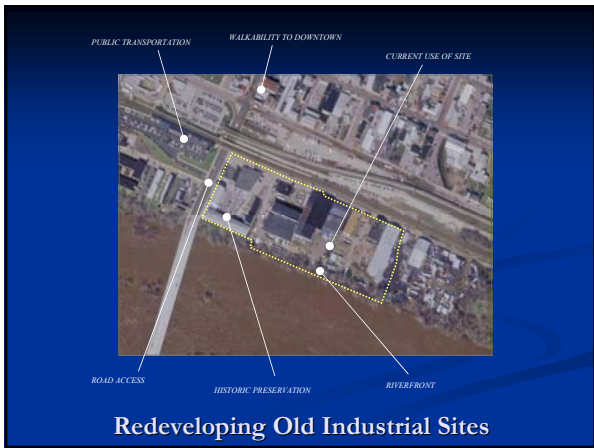 WALKABILITY TO DOWNTOWN
PUBLIC TRANSPORTATION
CURRENT USE OF SITE
ROAD ACCESS
HISTORIC PRESERVATION
RIVERFRONT
Redeveloping Old Industrial Sites